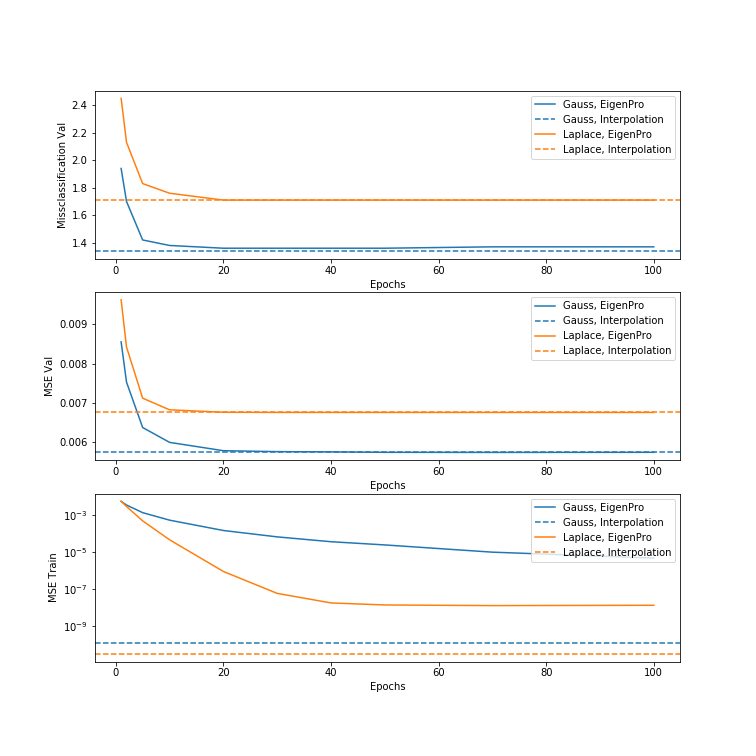 2.4
2.2
2.0
1.8
1.6
1.4
Missclassification Val
Gauss, EigenPro
Gauss, Interpolation
Laplace, EigenPro
Laplace, Interpolation
0 20 40 60 80 100
Epochs
0.009
0.008
0.007
0.006
MSE Val
Gauss, EigenPro
Gauss, Interpolation
Laplace, EigenPro
Laplace, Interpolation
0 20 40 60 80 100
Epochs
10⁻³
10⁻⁵
10⁻⁷
10⁻⁹
MSE Train
Gauss, EigenPro
Gauss, Interpolation
Laplace, EigenPro
Laplace, Interpolation
0 20 40 60 80 100
Epochs